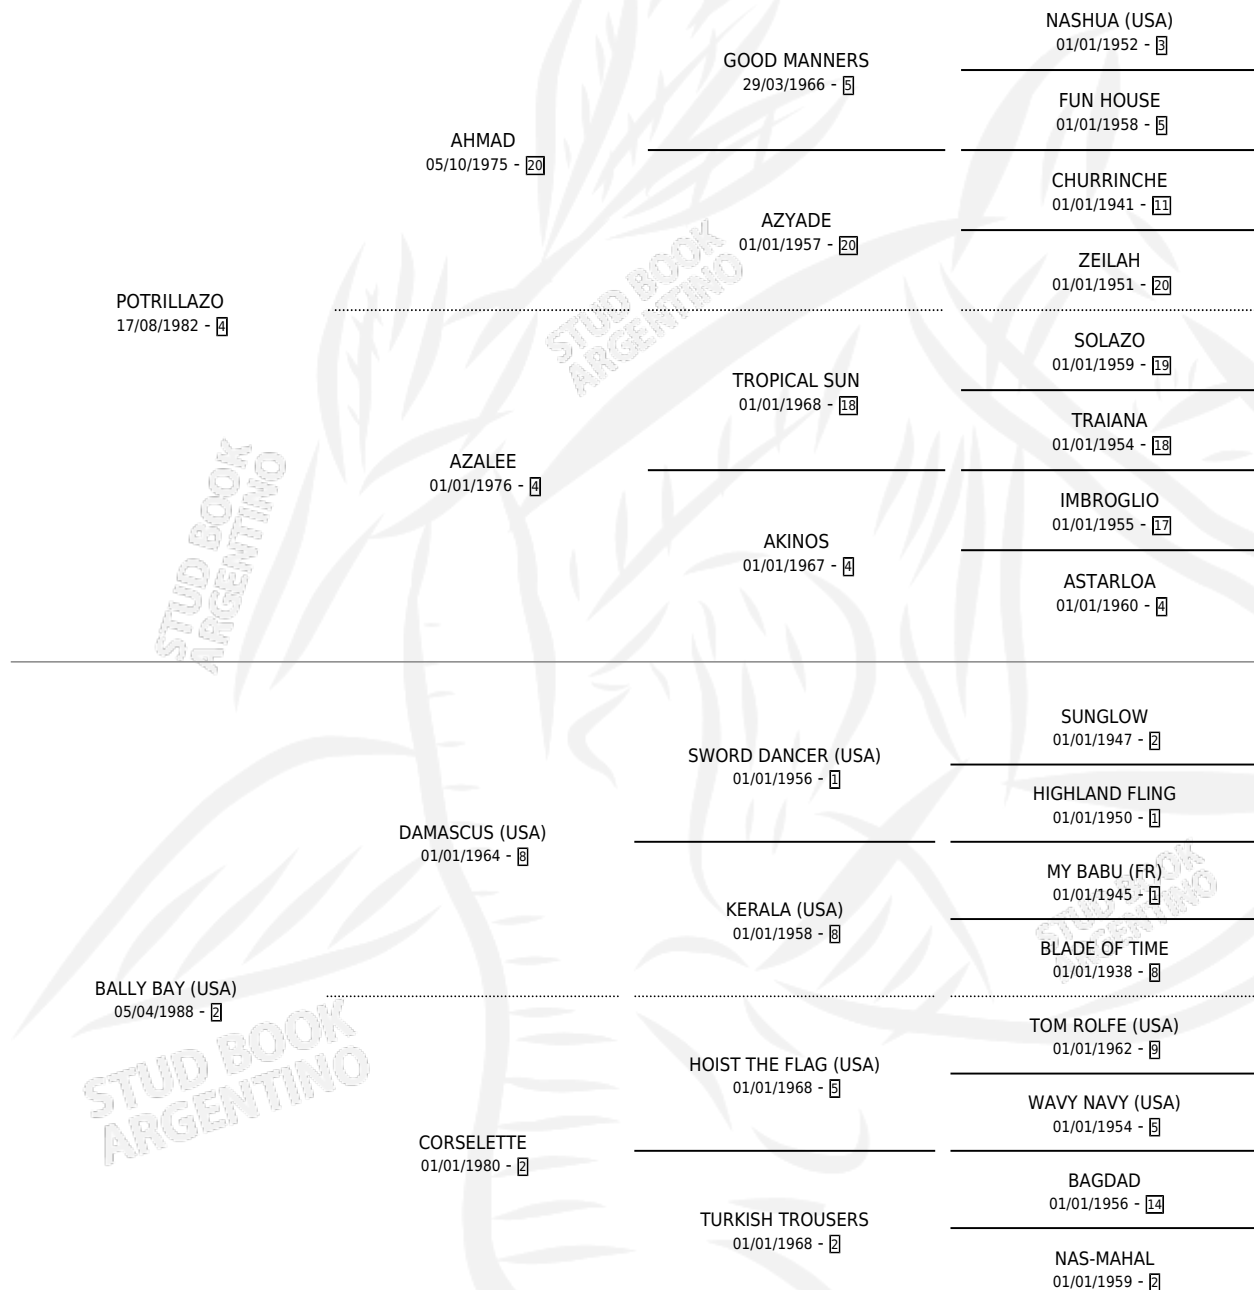 NASHUA (USA)
01/01/1952 - 3
GOOD MANNERS
29/03/1966 - 5
FUN HOUSE
01/01/1958 - 5
AHMAD
05/10/1975 - 20
CHURRINCHE
01/01/1941 - 11
AZYADE
01/01/1957 - 20
ZEILAH
01/01/1951 - 20
POTRILLAZO
17/08/1982 - 4
SOLAZO
01/01/1959 - 19
TROPICAL SUN
01/01/1968 - 18
TRAIANA
01/01/1954 - 18
AZALEE
01/01/1976 - 4
IMBROGLIO
01/01/1955 - 17
AKINOS
01/01/1967 - 4
ASTARLOA
01/01/1960 - 4
SUNGLOW
01/01/1947 - 2
SWORD DANCER (USA)
01/01/1956 - 1
HIGHLAND FLING
01/01/1950 - 1
DAMASCUS (USA)
01/01/1964 - 8
MY BABU (FR)
01/01/1945 - 1
KERALA (USA)
01/01/1958 - 8
BLADE OF TIME
01/01/1938 - 8
BALLY BAY (USA)
05/04/1988 - 2
TOM ROLFE (USA)
01/01/1962 - 9
HOIST THE FLAG (USA)
01/01/1968 - 5
WAVY NAVY (USA)
01/01/1954 - 5
CORSELETTE
01/01/1980 - 2
BAGDAD
01/01/1956 - 14
TURKISH TROUSERS
01/01/1968 - 2
NAS-MAHAL
01/01/1959 - 2
STUD BOOK
ARGENTINO
STUD BOOK
ARGENTINO
STUD BOOK
ARGENTINO
STUD BOOK
ARGENTINO